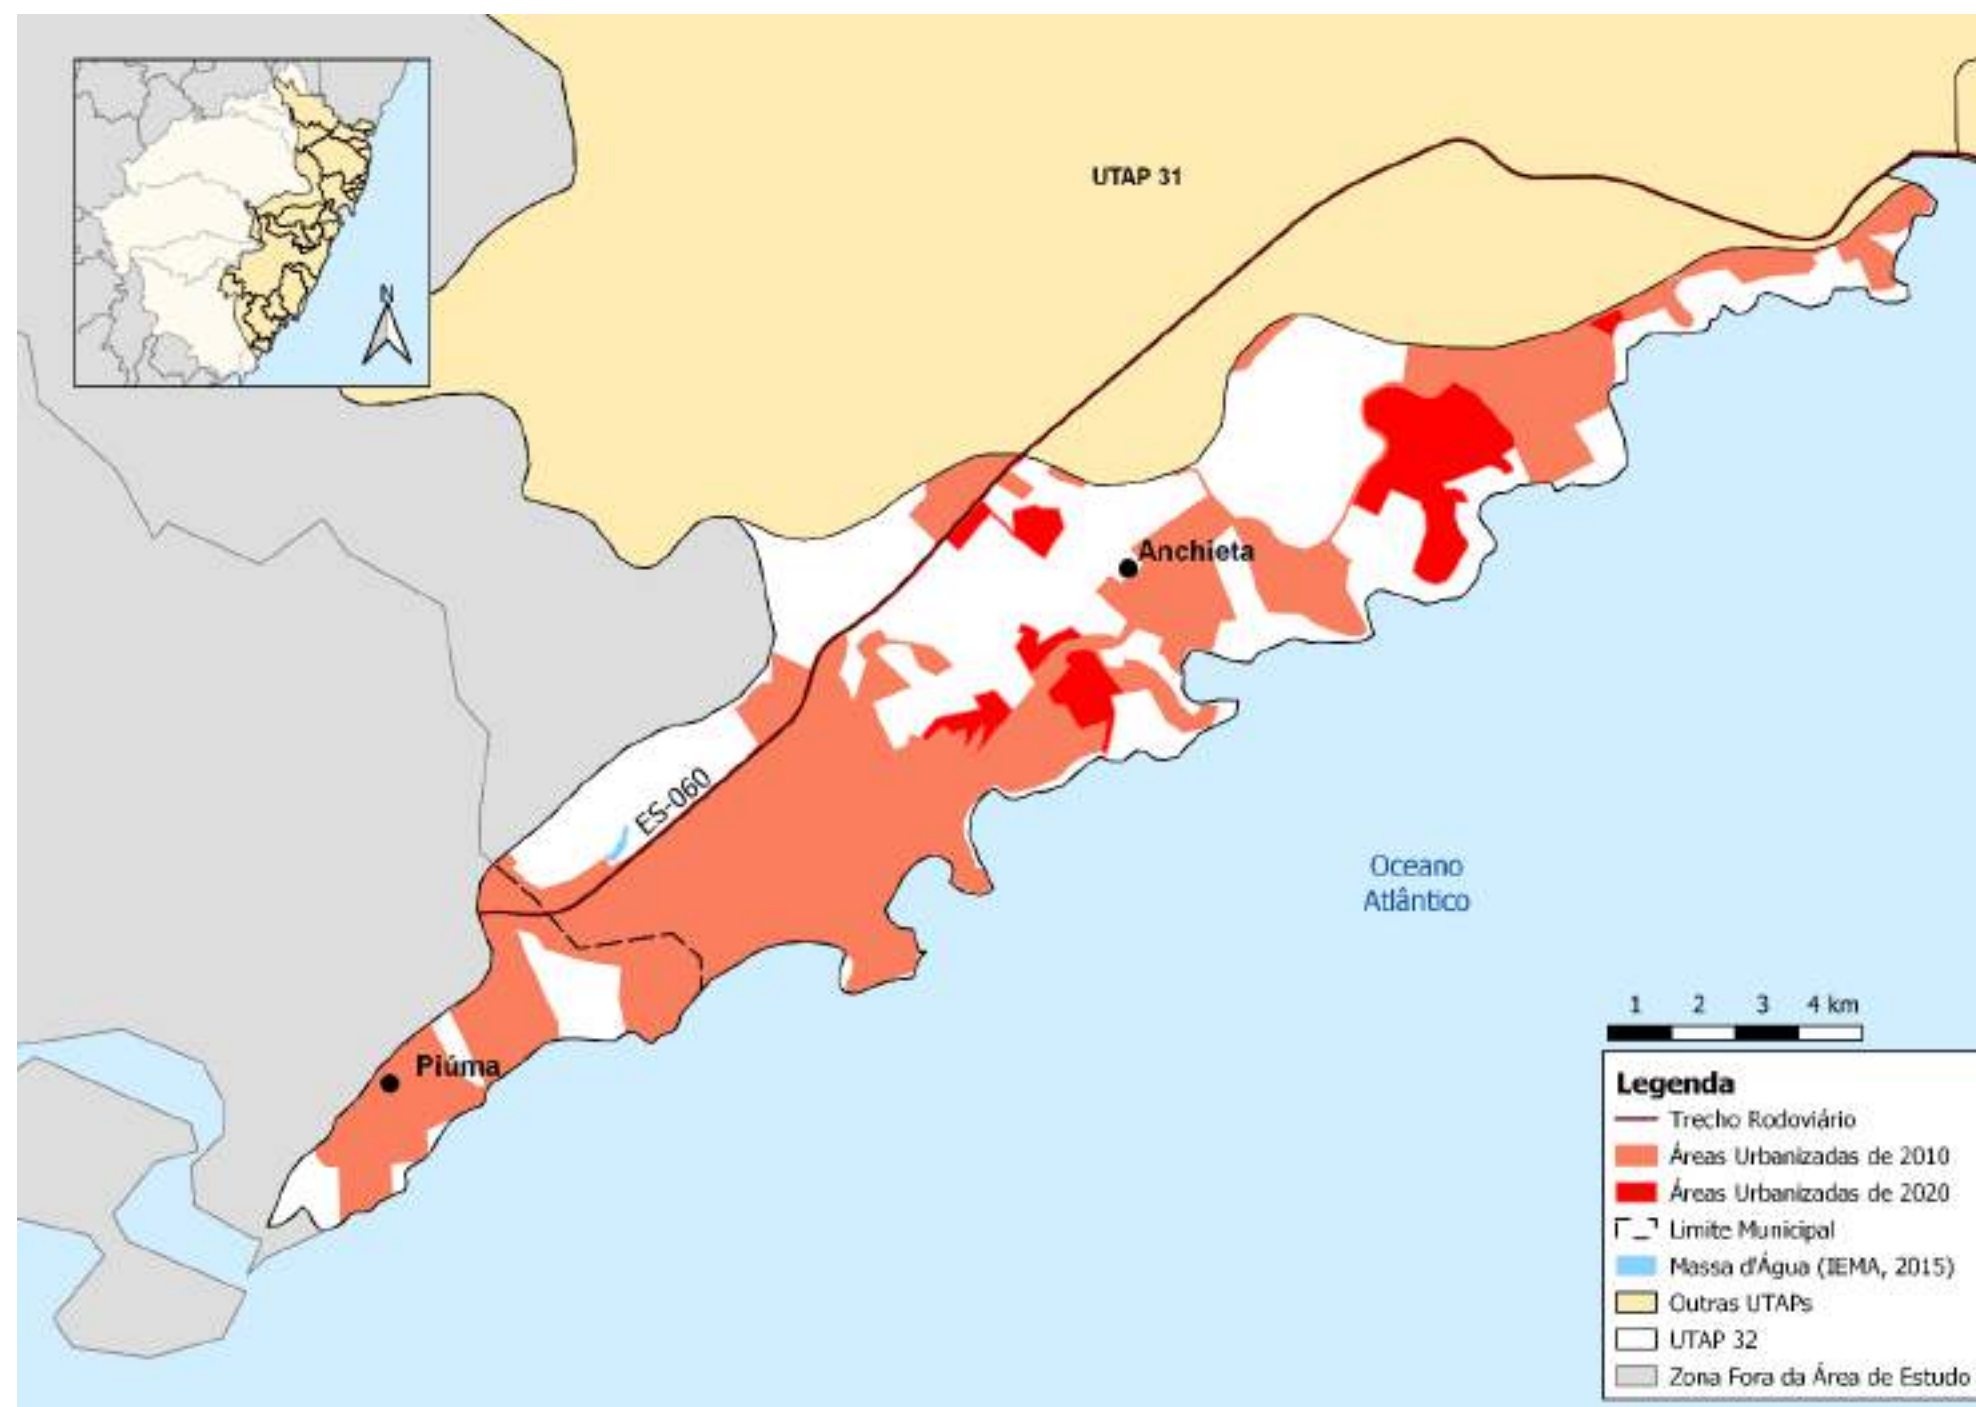 N
UTAP 31
Anchieta
ES-060
Oceano
Atlântico
Piúma
1 2 3 4 km
Legenda
Trecho Rodoviário
Áreas Urbanizadas de 2010
Áreas Urbanizadas de 2020
Limite Municipal
Massa d'Água (IEMA, 2015)
Outras UTAPs
UTAP 32
Zona Fora da Área de Estudo